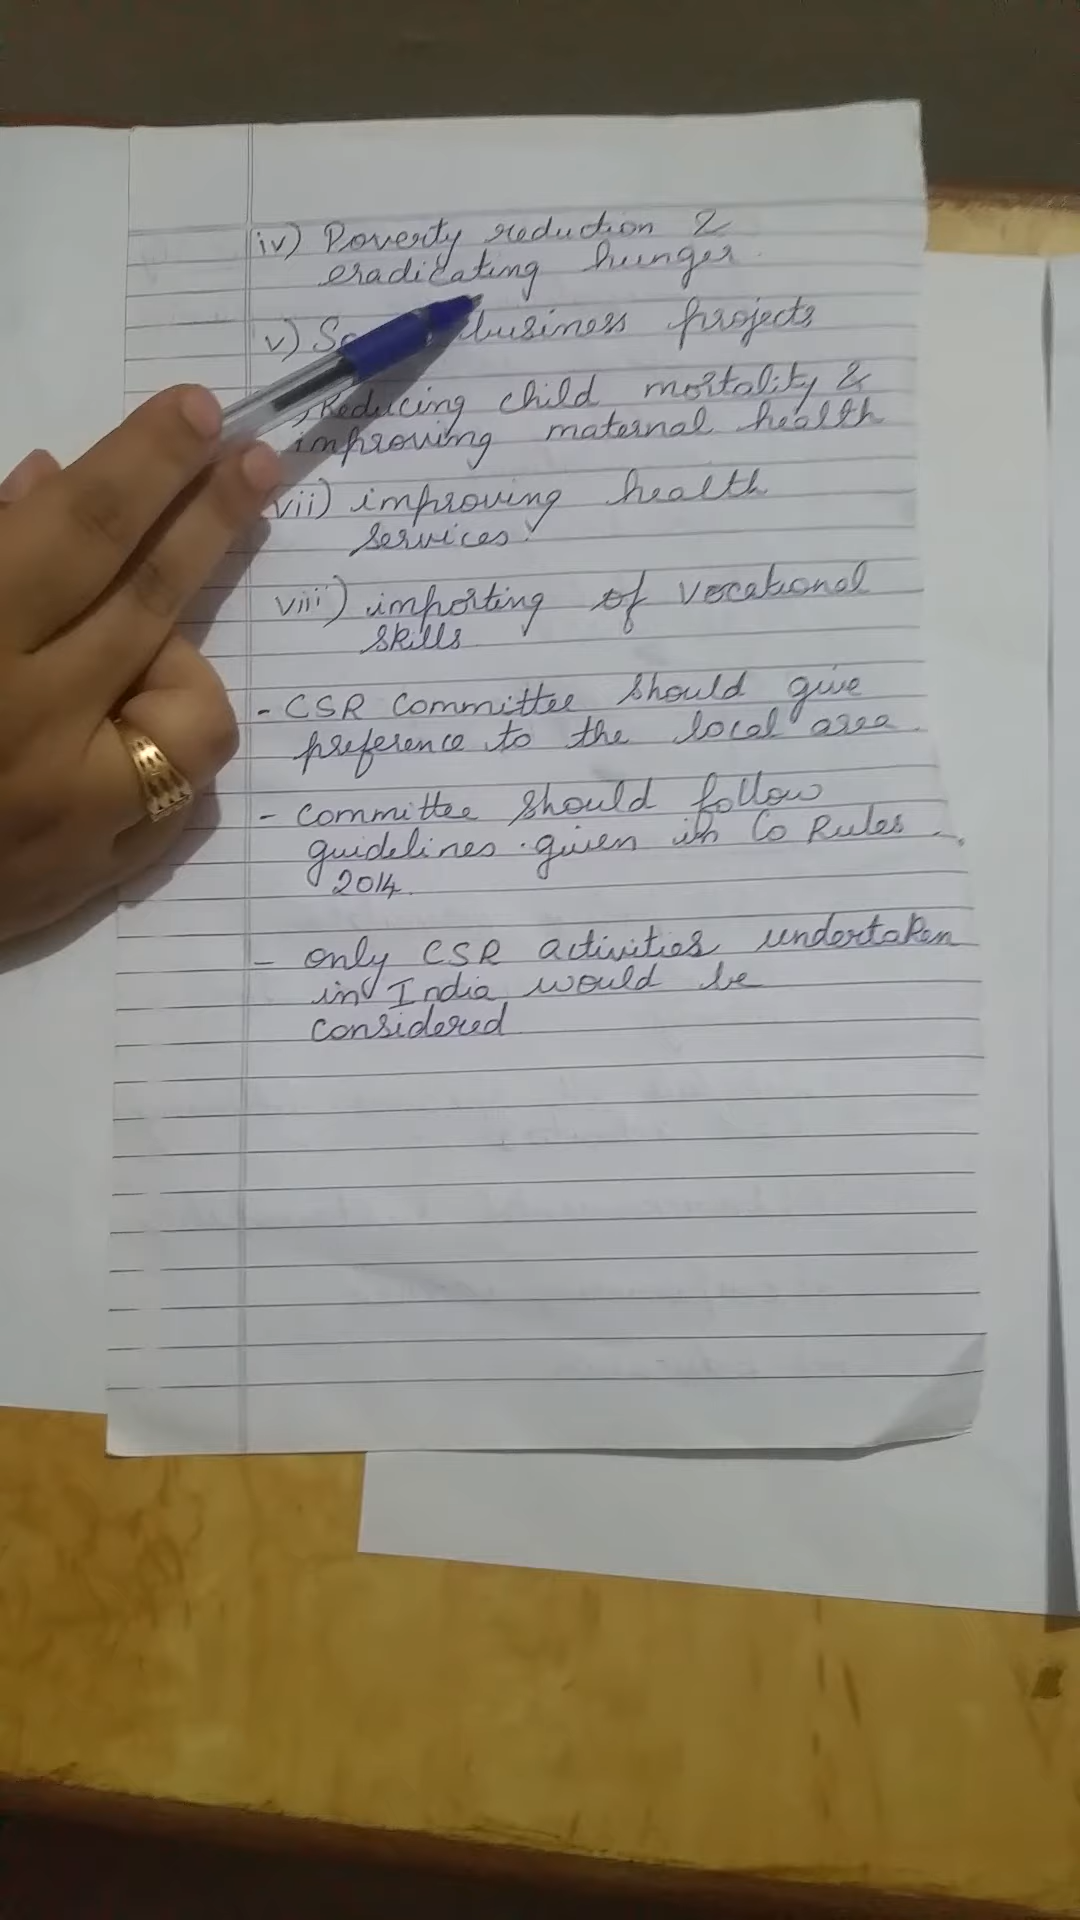 iv) Poverty reduction &
eradicating hunger.
v) business projects
Reducing child mortality &
improving maternal health
vii) improving health
services.
viii) importing of vocational
skills
- CSR Committee should give
preference to the local area.
- committee should follow
guidelines given in Co Rules
2014.
- only CSR activities undertaken
in India would be
considered